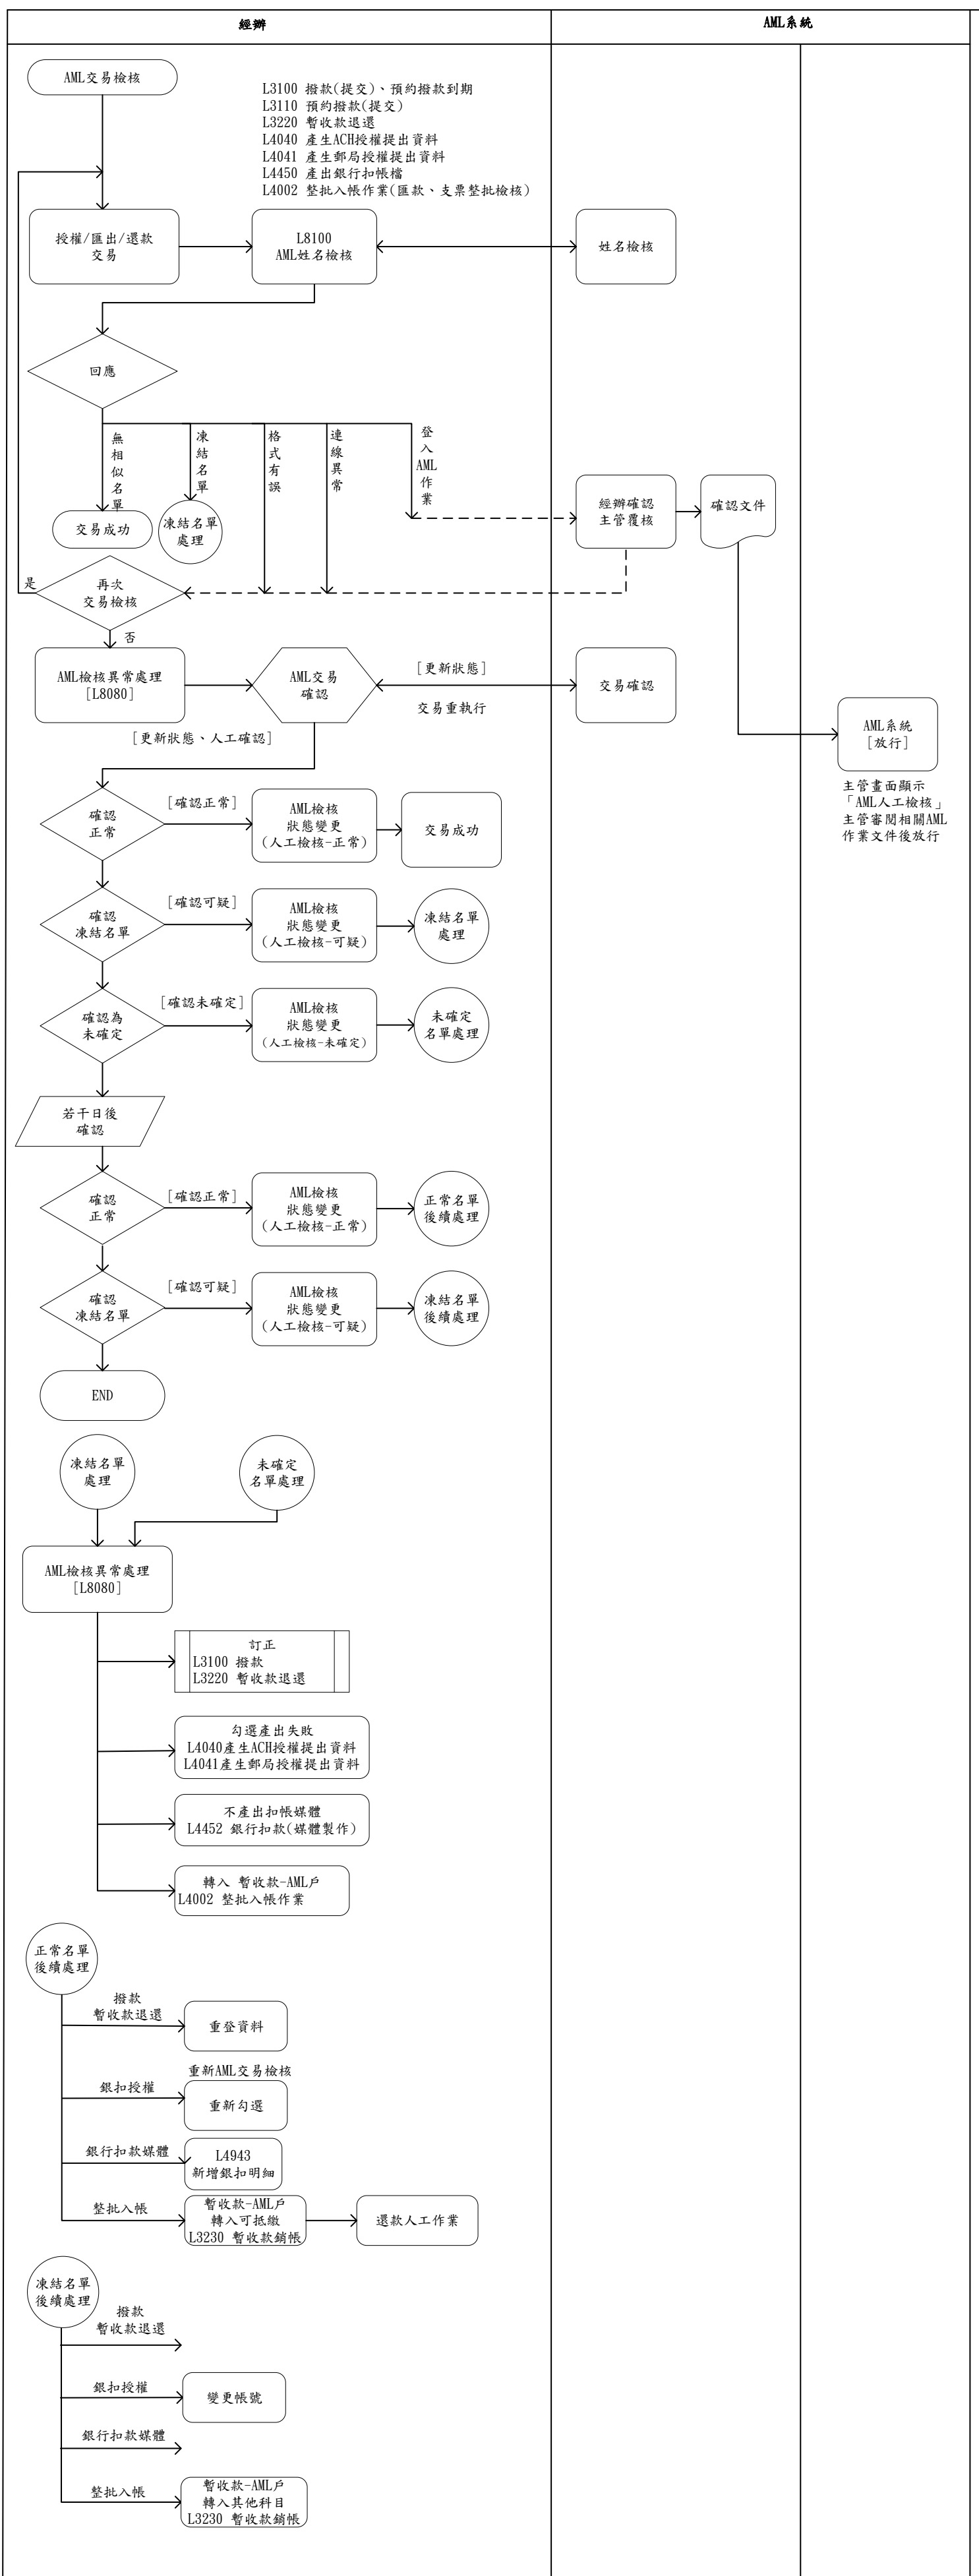 經辦
AML系統
AML交易檢核
L3100 撥款(提交)、預約撥款到期
L3110 預約撥款(提交)
L3220 暫收款退還
L4040 產生ACH授權提出資料
L4041 產生郵局授權提出資料
L4450 產出銀行扣帳檔
L4002 整批入帳作業(匯款、支票整批檢核)
授權/匯出/還款
交易
L8100
AML姓名檢核
姓名檢核
回應
無相似名單
凍結名單
格式有誤
連線異常
登入AML作業
交易成功
凍結名單
處理
經辦確認
主管覆核
確認文件
是
再次
交易檢核
否
AML檢核異常處理
[L8080]
AML交易
確認
[更新狀態]
交易重執行
交易確認
[更新狀態、人工確認]
AML系統
[放行]
主管畫面顯示
「AML人工檢核」
主管審閱相關AML
作業文件後放行
確認
正常
[確認正常]
AML檢核
狀態變更
(人工檢核-正常)
交易成功
確認
凍結名單
[確認可疑]
AML檢核
狀態變更
(人工檢核-可疑)
凍結名單
處理
確認為
未確定
[確認未確定]
AML檢核
狀態變更
(人工檢核-未確定)
未確定
名單處理
若干日後
確認
確認
正常
[確認正常]
AML檢核
狀態變更
(人工檢核-正常)
正常名單
後續處理
確認
凍結名單
[確認可疑]
AML檢核
狀態變更
(人工檢核-可疑)
凍結名單
後續處理
END
凍結名單
處理
未確定
名單處理
AML檢核異常處理
[L8080]
訂正
L3100 撥款
L3220 暫收款退還
勾選產出失敗
L4040產生ACH授權提出資料
L4041產生郵局授權提出資料
不產出扣帳媒體
L4452 銀行扣款(媒體製作)
轉入 暫收款-AML戶
L4002 整批入帳作業
正常名單
後續處理
撥款
暫收款退還
重登資料
重新AML交易檢核
銀扣授權
重新勾選
銀行扣款媒體
L4943
新增銀扣明細
整批入帳
暫收款-AML戶
轉入可抵繳
L3230 暫收款銷帳
還款人工作業
凍結名單
後續處理
撥款
暫收款退還
銀扣授權
變更帳號
銀行扣款媒體
整批入帳
暫收款-AML戶
轉入其他科目
L3230 暫收款銷帳